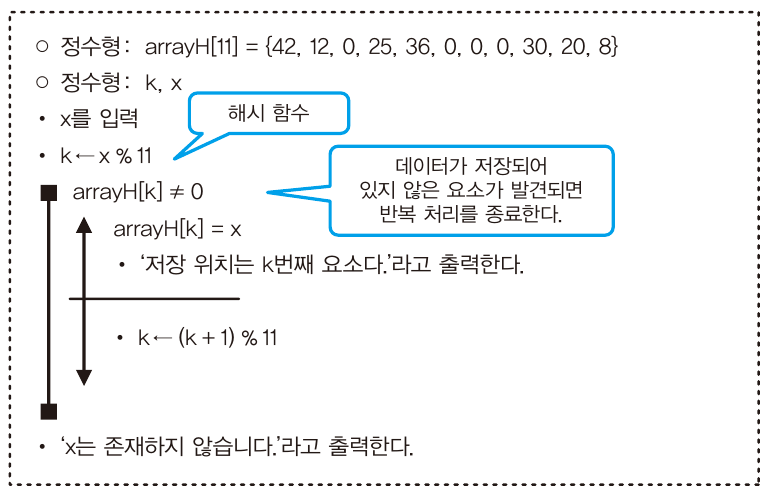 ○ 정수형: arrayH[11] = {42, 12, 0, 25, 36, 0, 0, 0, 30, 20, 8}
○ 정수형: k, x
• x를 입력
해시 함수
• k←x % 11
데이터가 저장되어
있지 않은 요소가 발견되면
반복 처리를 종료한다.
arrayH[k] ≠ 0
arrayH[k] = x
• ‘저장 위치는 k번째 요소다.’라고 출력한다.
• k←(k + 1) % 11
• ‘x는 존재하지 않습니다.’라고 출력한다.